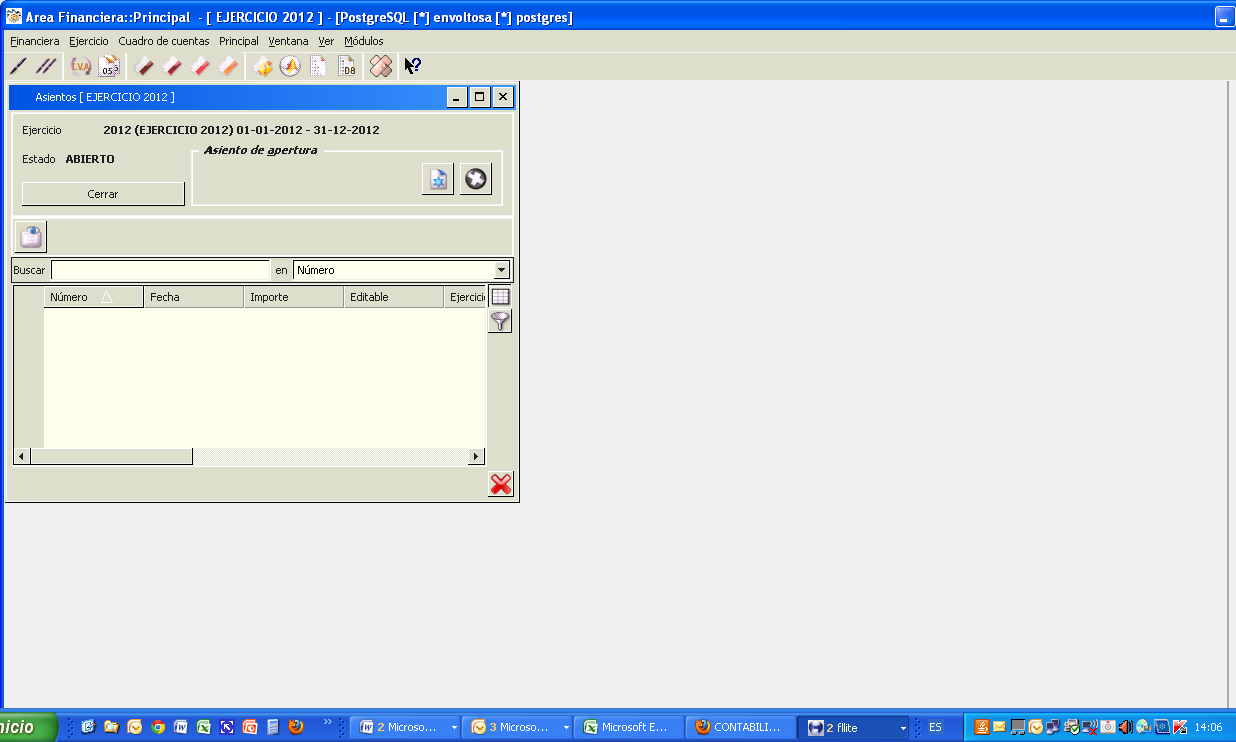 Area Financiera::Principal - [ EJERCICIO 2012 ] - [PostgreSQL [*] envoltosa [*] postgres]
Financiera Ejercicio Cuadro de cuentas Principal Ventana Ver Módulos
I.V.A 05 D8
Asientos [ EJERCICIO 2012 ]
Ejercicio 2012 (EJERCICIO 2012) 01-01-2012 - 31-12-2012
Estado ABIERTO
Asiento de apertura
Cerrar
Buscar en Número
Número Fecha Importe Editable Ejercici
nicio 2 Microso... 3 Microso... Microsoft E... CONTABILI... 2 fllite ES 14:06